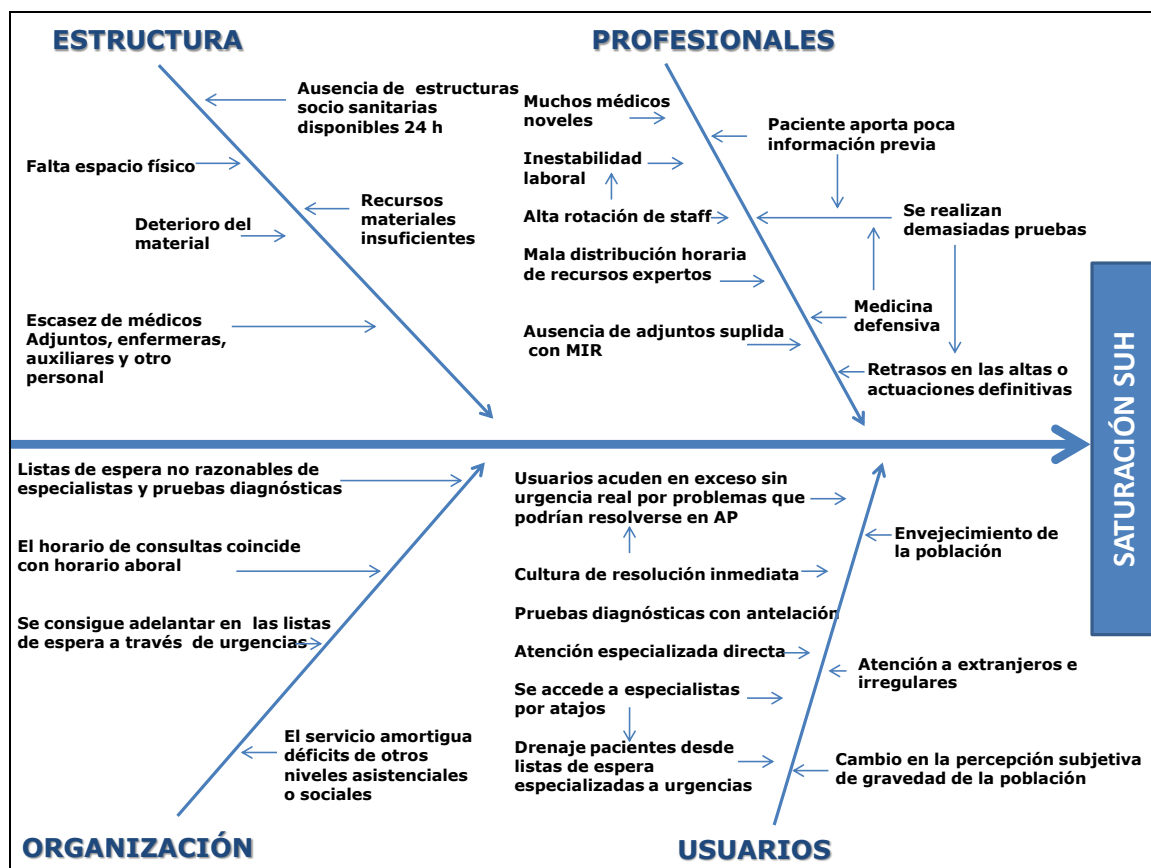 ESTRUCTURA
Ausencia de estructuras
socio sanitarias
disponibles 24 h
Falta espacio físico
Recursos
materiales
insuficientes
Deterioro del
material
Escasez de médicos
Adjuntos, enfermeras,
auxiliares y otro
personal
PROFESIONALES
Muchos médicos
noveles
Paciente aporta poca
información previa
Inestabilidad
laboral
Alta rotación de staff
Se realizan
demasiadas pruebas
Mala distribución horaria
de recursos expertos
Medicina
defensiva
Ausencia de adjuntos suplida
con MIR
Retrasos en las altas o
actuaciones definitivas
SATURACIÓN SUH
Listas de espera no razonables de
especialistas y pruebas diagnósticas
El horario de consultas coincide
con horario aboral
Se consigue adelantar en las listas
de espera a través de urgencias
El servicio amortigua
déficits de otros
niveles asistenciales
o sociales
ORGANIZACIÓN
Usuarios acuden en exceso sin
urgencia real por problemas que
podrían resolverse en AP
Envejecimiento de
la población
Cultura de resolución inmediata
Pruebas diagnósticas con antelación
Atención especializada directa
Atención a extranjeros e
irregulares
Se accede a especialistas
por atajos
Drenaje pacientes desde
listas de espera
especializadas a urgencias
Cambio en la percepción subjetiva
de gravedad de la población
USUARIOS